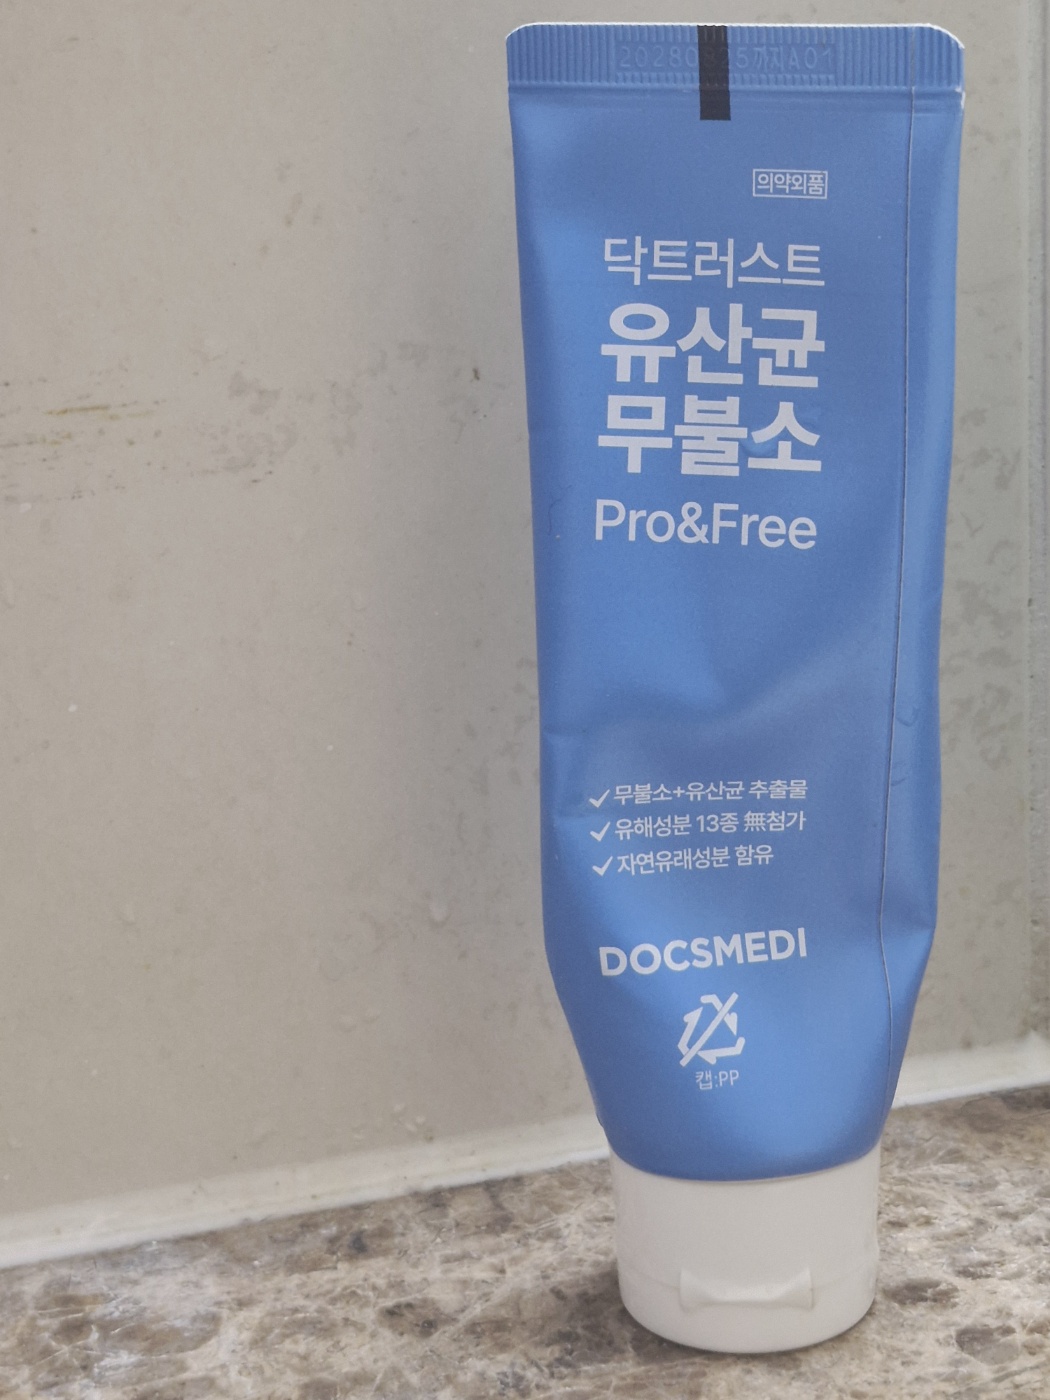 의약외품
닥트러스트
유산균
무불소
Pro&Free
무불소+유산균 추출물
유해성분 13종 無첨가
자연유래성분 함유
DOCSMEDI
캡:PP